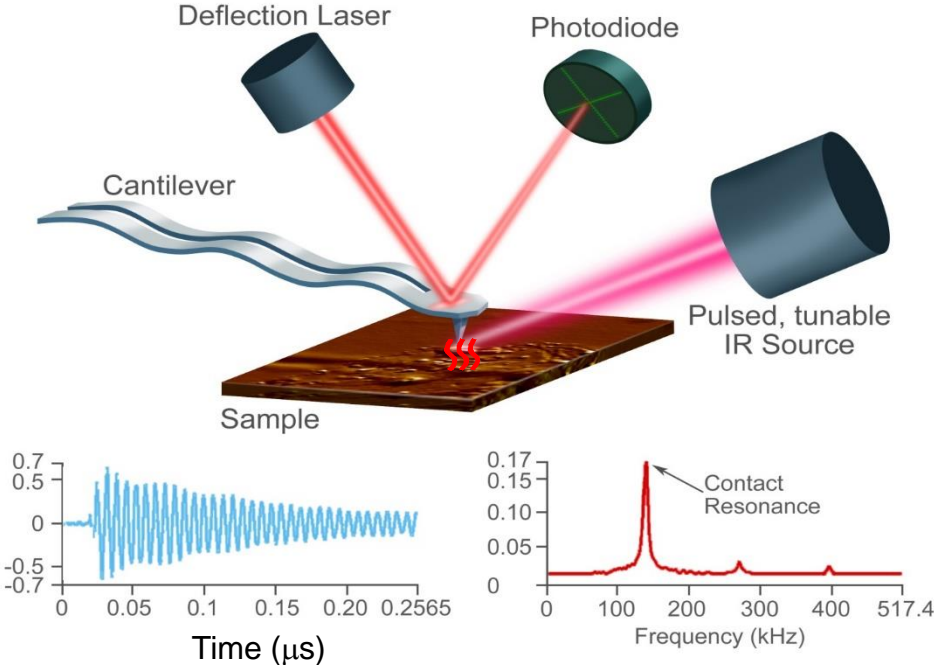 Deflection Laser
Photodiode
Cantilever
Pulsed, tunable
IR Source
Sample
0.7
0.5
0
-0.5
-0.7
0 0.05 0.1 0.15 0.20 0.2565
Time (μs)
0.17
0.15
0.10
0.05
0
Contact
Resonance
0 100 200 300 400 517.4
Frequency (kHz)